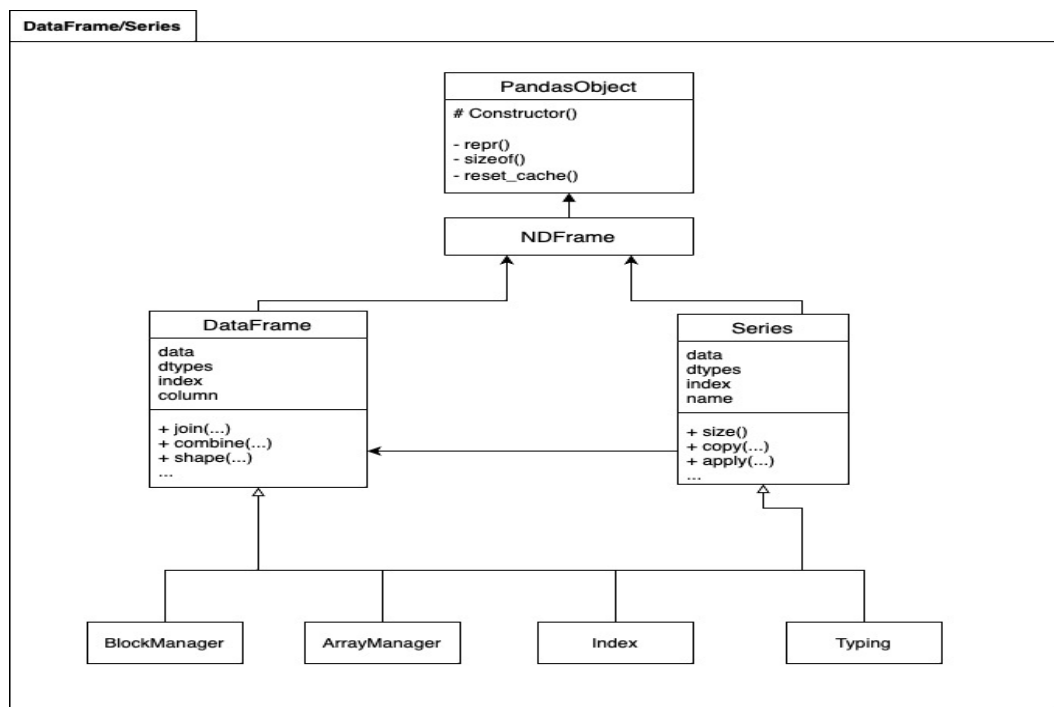 DataFrame/Series
PandasObject
# Constructor()
- repr()
- sizeof()
- reset_cache()
NDFrame
DataFrame
data
dtypes
index
column
+ join(...)
+ combine(...)
+ shape(...)
...
Series
data
dtypes
index
name
+ size()
+ copy(...)
+ apply(...)
...
BlockManager
ArrayManager
Index
Typing